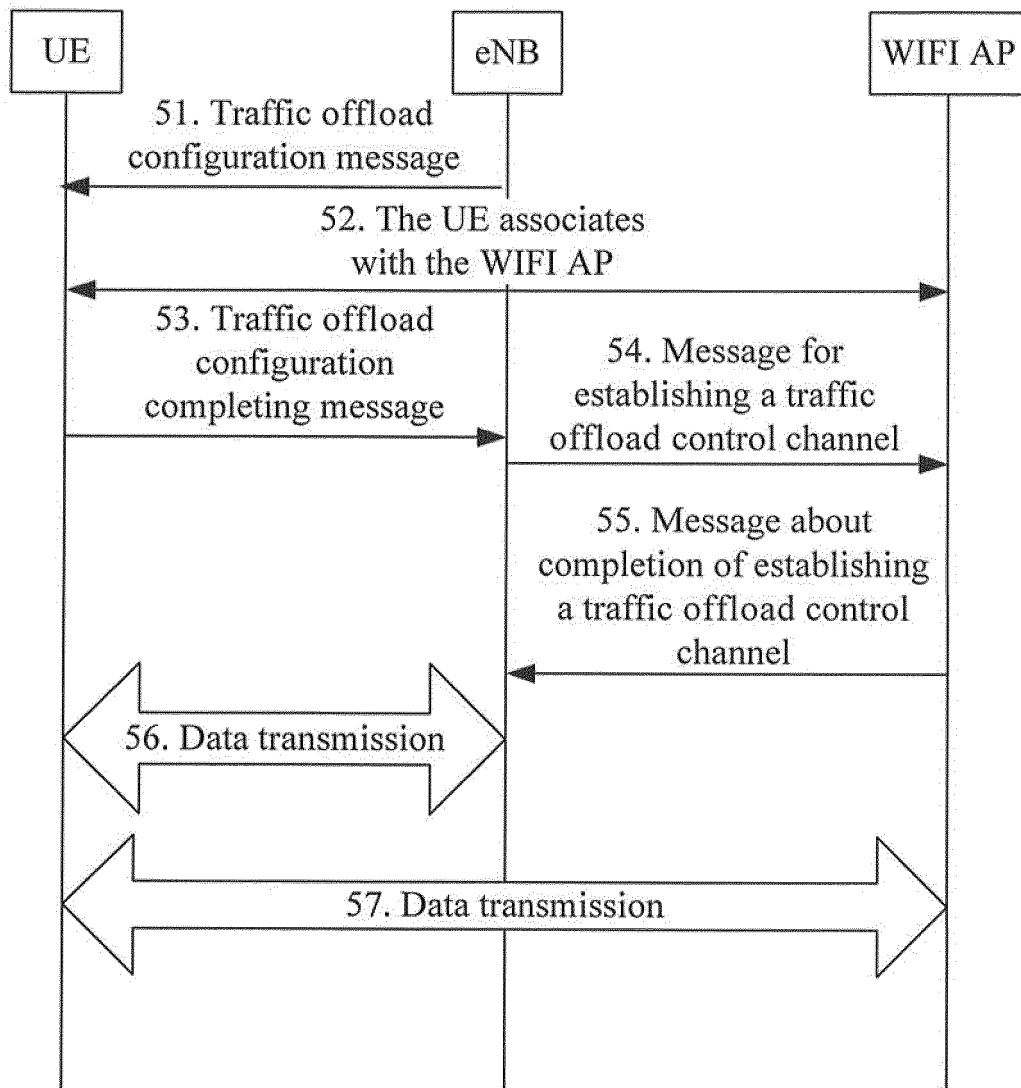 UE
eNB
WIFI AP
51. Traffic offload
configuration message
52. The UE associates
with the WIFI AP
53. Traffic offload
configuration
completing message
54. Message for
establishing a traffic
offload control channel
55. Message about
completion of establishing
a traffic offload control
channel
56. Data transmission
57. Data transmission